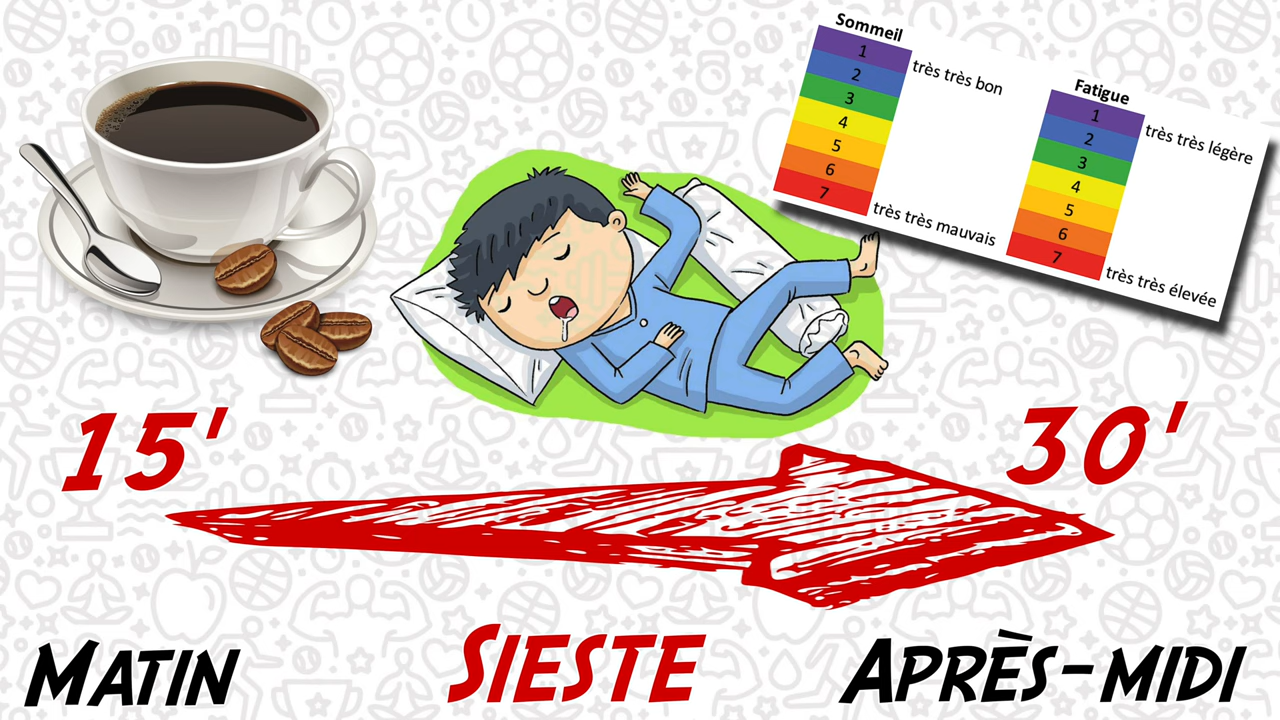 Sommeil
1
2
3
4
5
6
7
très très bon
très très mauvais
Fatigue
1
2
3
4
5
6
7
très très légère
très très élevée
15'
30'
MATIN
SIESTE
APRÈS-MIDI